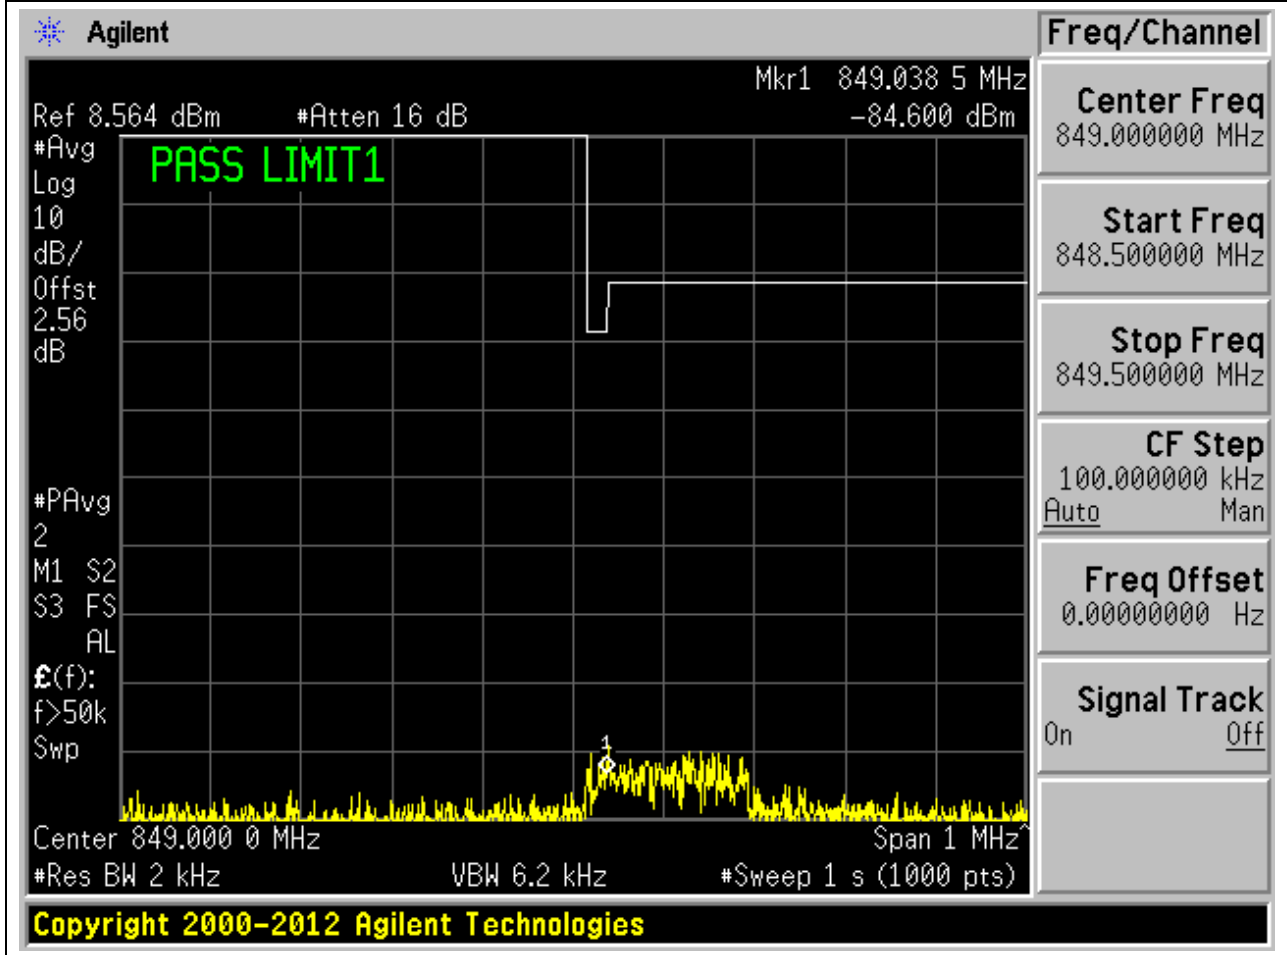 Agilent
Freq/Channel
Mkr1 849.038 5 MHz
Ref 8.564 dBm #Atten 16 dB -84.600 dBm
#Avg
Log
10
dB/
Offst
2.56
dB
PASS LIMIT1
#PAvg
2
M1 S2
S3 FS
AL
£(f):
f>50k
Swp
1
Center 849.000 0 MHz Span 1 MHz^
#Res BW 2 kHz VBW 6.2 kHz #Sweep 1 s (1000 pts)
Copyright 2000-2012 Agilent Technologies
Center Freq
849.000000 MHz
Start Freq
848.500000 MHz
Stop Freq
849.500000 MHz
CF Step
100.000000 kHz
Auto Man
Freq Offset
0.00000000 Hz
Signal Track
On Off